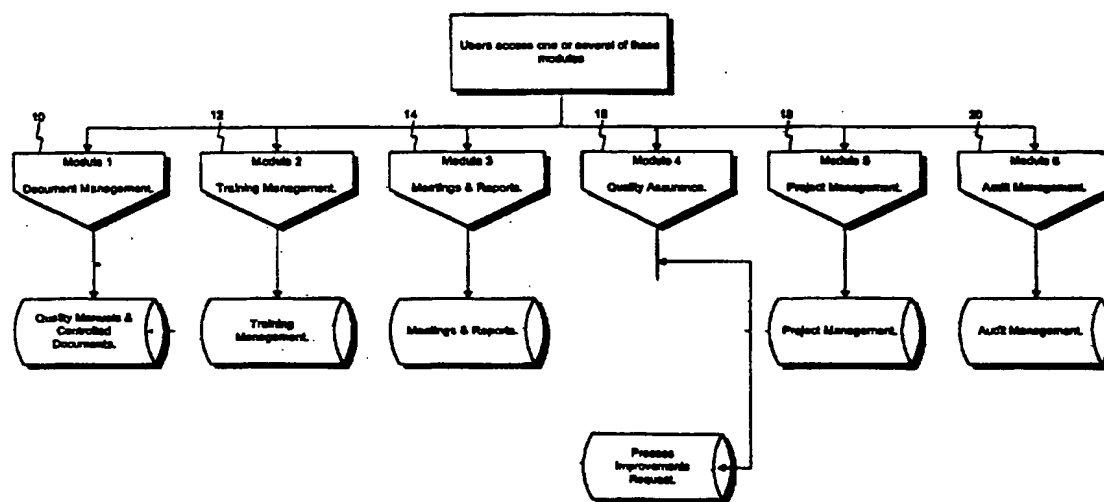 Users access one or several of these
modules
10
12
14
16
18
20
Module 1
Document Management.
Module 2
Training Management.
Module 3
Meetings & Reports.
Module 4
Quality Assurance.
Module 5
Project Management.
Module 6
Audit Management.
Quality Manuals &
Controlled
Documents.
Training
Management.
Meetings & Reports.
Project Management.
Audit Management.
Process
Improvements
Request.